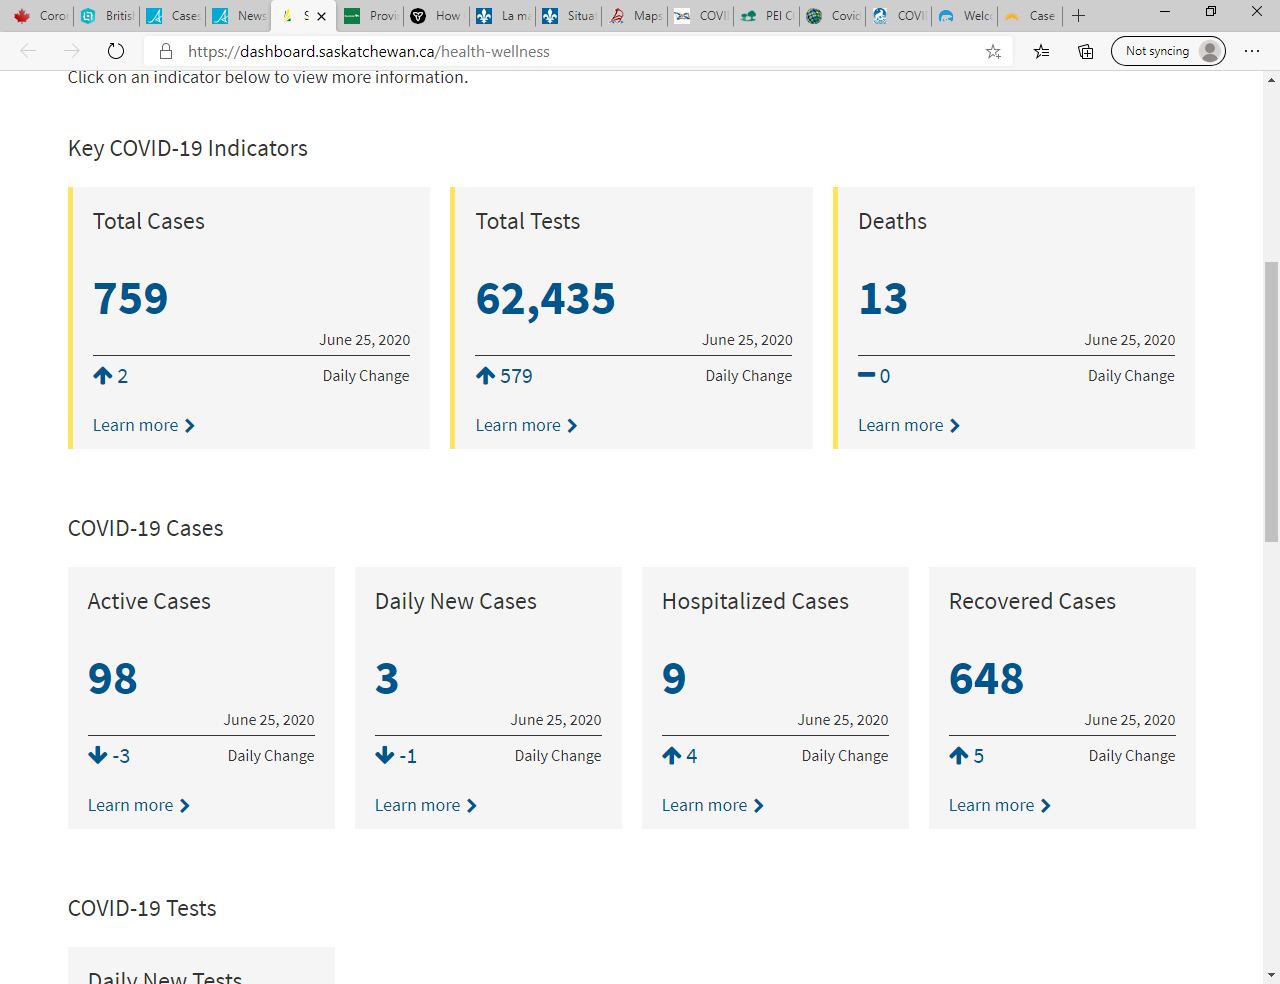 Coror
Britisl
Cases
News
S
Provi
How
La ma
Situat
Maps
COVI
PEI C
Covid
COVI
Welc
Case
https://dashboard.saskatchewan.ca/health-wellness
Not syncing
Click on an indicator below to view more information.
Key COVID-19 Indicators
Total Cases
759
June 25, 2020
2
Daily Change
Learn more
Total Tests
62,435
June 25, 2020
579
Daily Change
Learn more
Deaths
13
June 25, 2020
0
Daily Change
Learn more
COVID-19 Cases
Active Cases
98
June 25, 2020
-3
Daily Change
Learn more
Daily New Cases
3
June 25, 2020
-1
Daily Change
Learn more
Hospitalized Cases
9
June 25, 2020
4
Daily Change
Learn more
Recovered Cases
648
June 25, 2020
5
Daily Change
Learn more
COVID-19 Tests
Daily New Tests